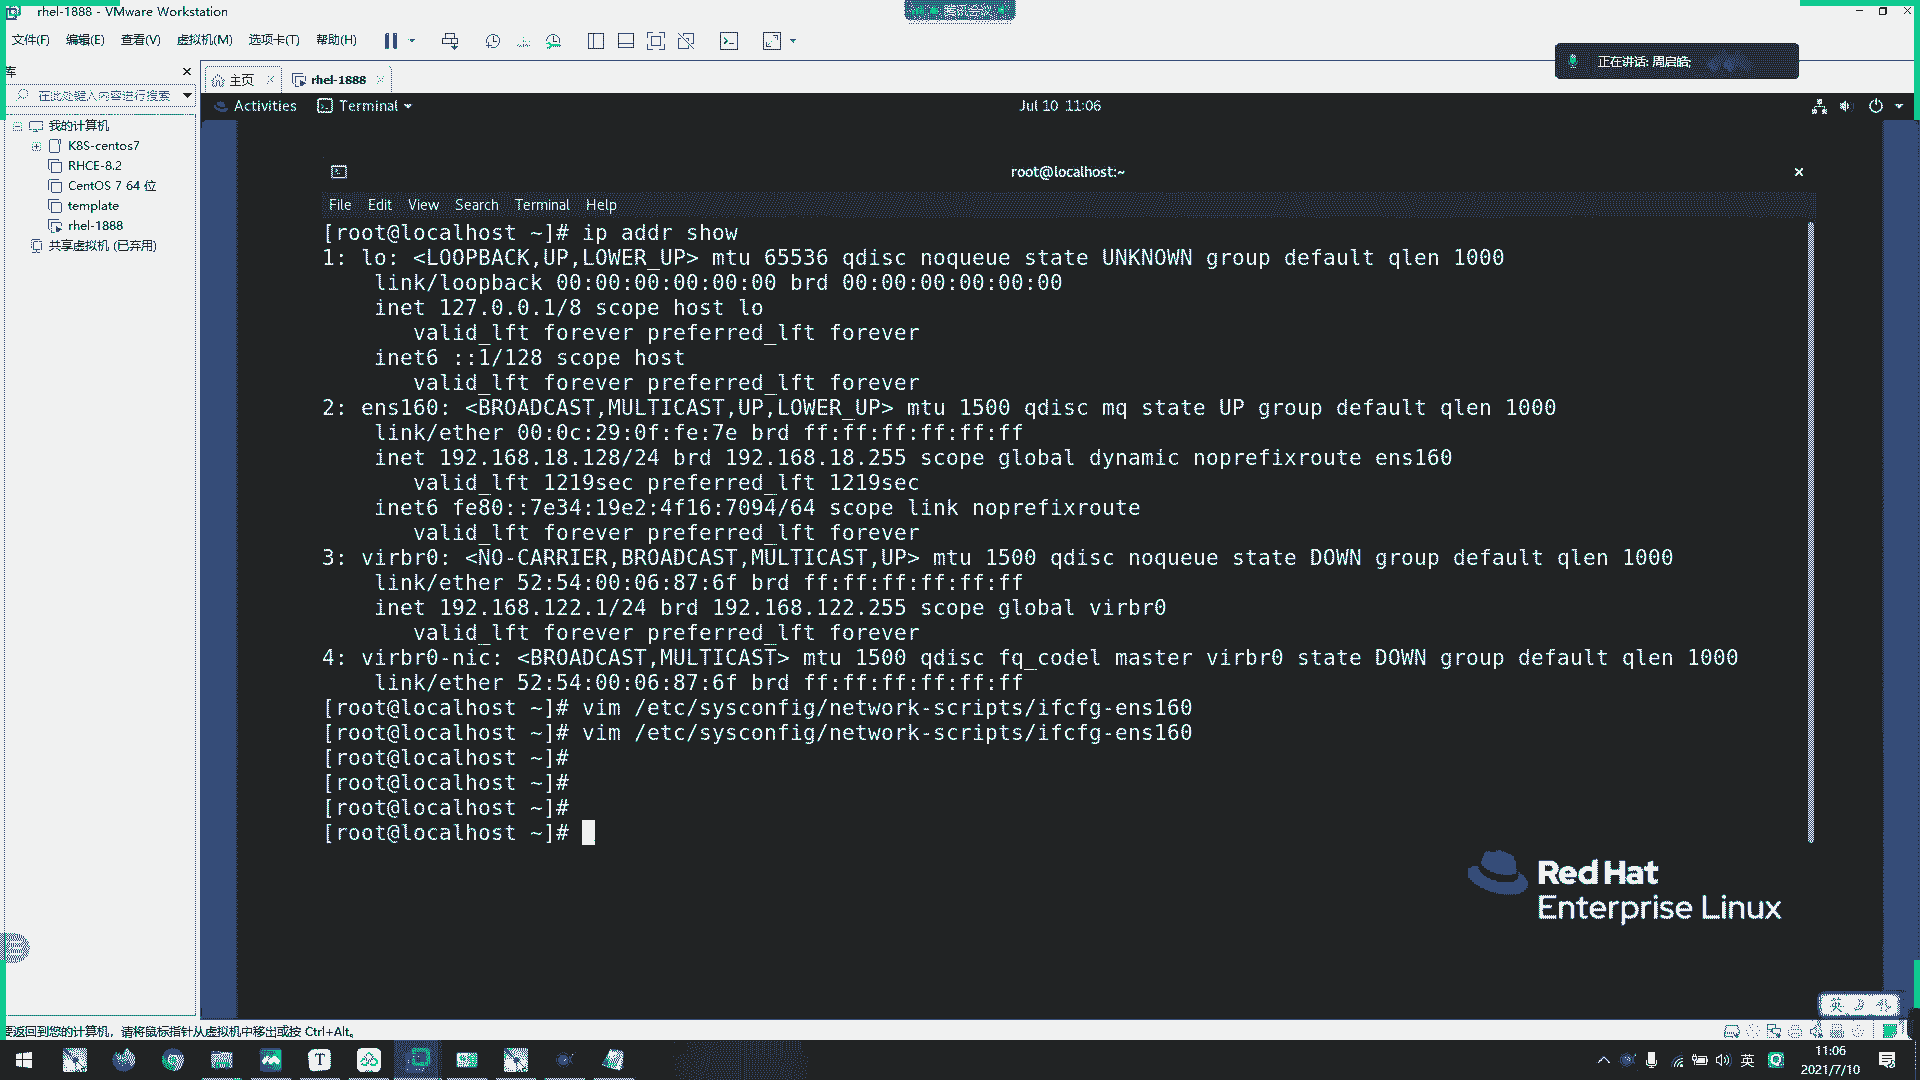 rhel-1888 - VMware Workstation
腾讯会议
文件(F) 编辑(E) 查看(V) 虚拟机(M) 选项卡(T) 帮助(H)
正在讲话: 周启皓;
库
主页
rhel-1888
在此处键入内容进行搜索
Activities
Terminal
Jul 10 11:06
我的计算机
K8S-centos7
RHCE-8.2
CentOS 7 64 位
template
rhel-1888
共享虚拟机 (已弃用)
root@localhost:~
File Edit View Search Terminal Help
[root@localhost ~]# ip addr show
1: lo: <LOOPBACK,UP,LOWER_UP> mtu 65536 qdisc noqueue state UNKNOWN group default qlen 1000
link/loopback 00:00:00:00:00:00 brd 00:00:00:00:00:00
inet 127.0.0.1/8 scope host lo
valid_lft forever preferred_lft forever
inet6 ::1/128 scope host
valid_lft forever preferred_lft forever
2: ens160: <BROADCAST,MULTICAST,UP,LOWER_UP> mtu 1500 qdisc mq state UP group default qlen 1000
link/ether 00:0c:29:0f:fe:7e brd ff:ff:ff:ff:ff:ff
inet 192.168.18.128/24 brd 192.168.18.255 scope global dynamic noprefixroute ens160
valid_lft 1219sec preferred_lft 1219sec
inet6 fe80::7e34:19e2:4f16:7094/64 scope link noprefixroute
valid_lft forever preferred_lft forever
3: virbr0: <NO-CARRIER,BROADCAST,MULTICAST,UP> mtu 1500 qdisc noqueue state DOWN group default qlen 1000
link/ether 52:54:00:06:87:6f brd ff:ff:ff:ff:ff:ff
inet 192.168.122.1/24 brd 192.168.122.255 scope global virbr0
valid_lft forever preferred_lft forever
4: virbr0-nic: <BROADCAST,MULTICAST> mtu 1500 qdisc fq_codel master virbr0 state DOWN group default qlen 1000
link/ether 52:54:00:06:87:6f brd ff:ff:ff:ff:ff:ff
[root@localhost ~]# vim /etc/sysconfig/network-scripts/ifcfg-ens160
[root@localhost ~]# vim /etc/sysconfig/network-scripts/ifcfg-ens160
[root@localhost ~]#
[root@localhost ~]#
[root@localhost ~]#
[root@localhost ~]#
Red Hat
Enterprise Linux
英
要返回到您的计算机，请将鼠标指针从虚拟机中移出或按 Ctrl+Alt。
T
英
11:06
2021/7/10